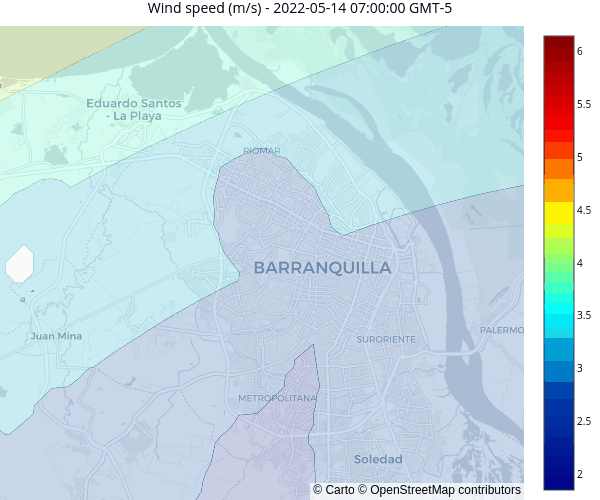 Wind speed (m/s) - 2022-05-14 07:00:00 GMT-5
6
5.5
5
4.5
4
3.5
3
2.5
2
Eduardo Santos
- La Playa
RIOMAR
BARRANQUILLA
Juan Mina
SURORIENTE
PALERMO
METROPOLITANA
Soledad
© Carto © OpenStreetMap contributors